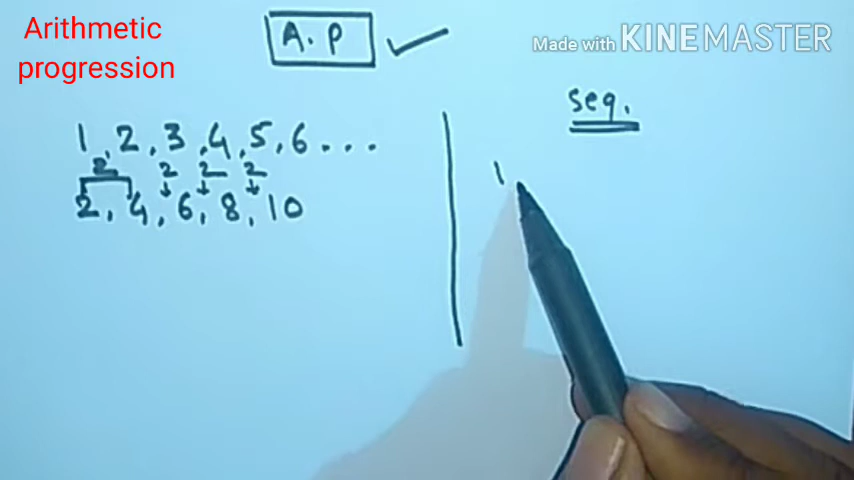 Arithmetic
progression
A.P
Made with KINEMASTER
seq.
1, 2, 3, 4, 5, 6...
2 2 2 2
2, 4, 6, 8, 10
1